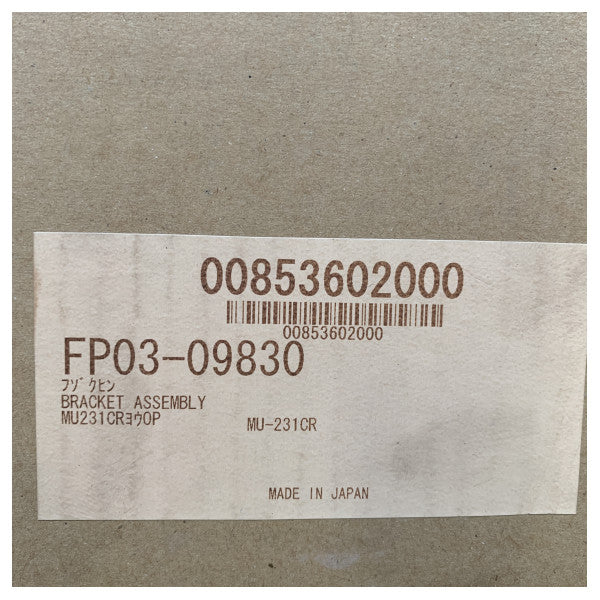 00853602000
00853602000
FP03-09830
ﾌｿﾞｸﾋﾝ
BRACKET ASSEMBLY
MU231CRﾖｳOP MU-231CR
MADE IN JAPAN